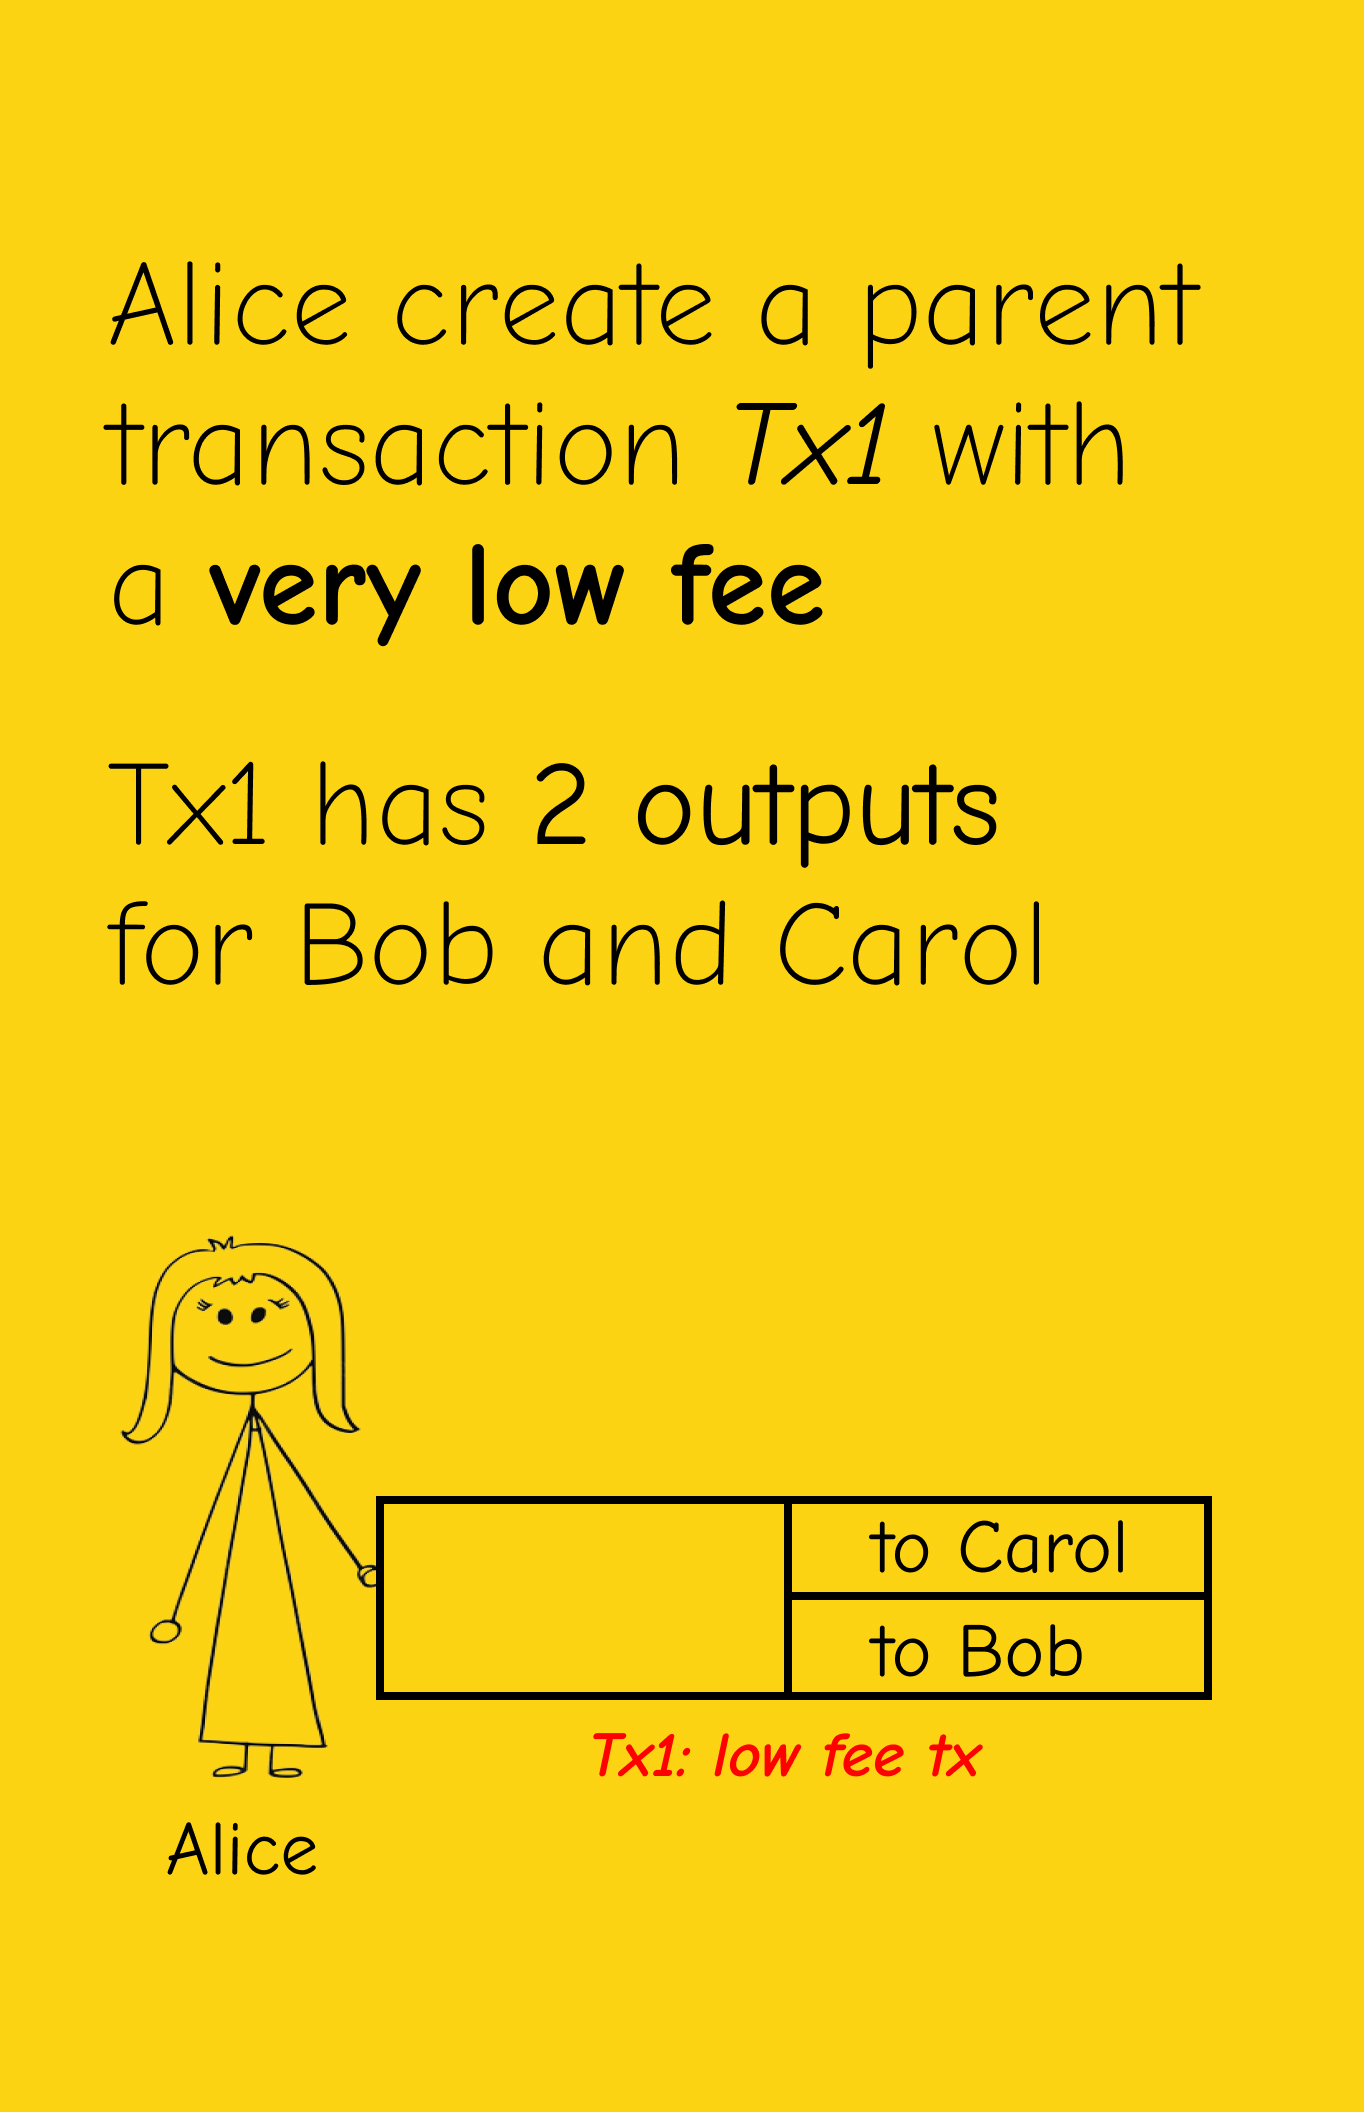 Alice create a parent
transaction Tx1 with
a very low fee
Tx1 has 2 outputs
for Bob and Carol
to Carol
to Bob
Tx1: low fee tx
Alice